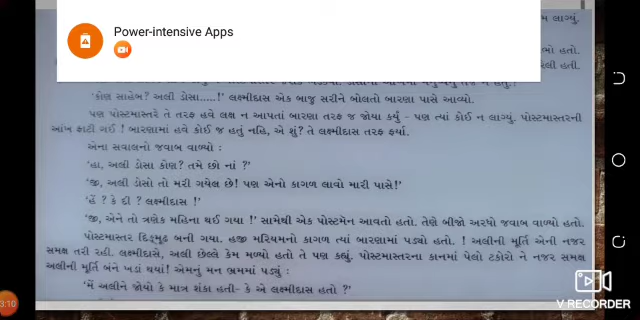 મ લાગ્યું.
Power-intensive Apps
ભો હતો.
રેલી હતી.
'કોણ સાહેબ? અલી ડોસા.....!' લક્ષ્મીદાસ એક બાજુ સરીને બોલતો બારણા પાસે આવ્યો.
પણ પોસ્ટમાસ્તરે તે તરફ હવે લક્ષ ન આપતાં બારણા તરફ જ જોયા કર્યું - પણ ત્યાં કોઈ ન લાગ્યું. પોસ્ટમાસ્તરની
આંખ ફાટી ગઈ ! બારણામાં હવે કોઈ જ હતું નહિ, એ શું? તે લક્ષ્મીદાસ તરફ ફર્યા.
એના સવાલનો જવાબ વાળ્યો :
'હા, અલી ડોસા કોણ? તમે છો નાં ?'
'જી, અલી ડોસો તો મરી ગયેલ છે! પણ એનો કાગળ લાવો મારી પાસે!'
'હેં ? કે દી ? લક્ષ્મીદાસ !'
'જી, એને તો ત્રણેક મહિના થઈ ગયા !' સામેથી એક પોસ્ટમેન આવતો હતો. તેણે બીજો અરધો જવાબ વાળ્યો હતો.
પોસ્ટમાસ્તર દિઙ્મૂઢ બની ગયા. હજી મરિયમનો કાગળ ત્યાં બારણામાં પડ્યો હતો. ! અલીની મૂર્તિ એની નજર
સમક્ષ તરી રહી. લક્ષ્મીદાસે, અલી છેલ્લે કેમ મળ્યો હતો તે પણ કહ્યું. પોસ્ટમાસ્તરના કાનમાં પેલો ટકોરો ને નજર સમક્ષ
અલીની મૂર્તિ બંને ખડાં થયાં! એમનું મન ભ્રમમાં પડ્યું :
'મેં અલીને જોયો કે માત્ર શંકા હતી- કે એ લક્ષ્મીદાસ હતો ?'
3:10
V RECORDER